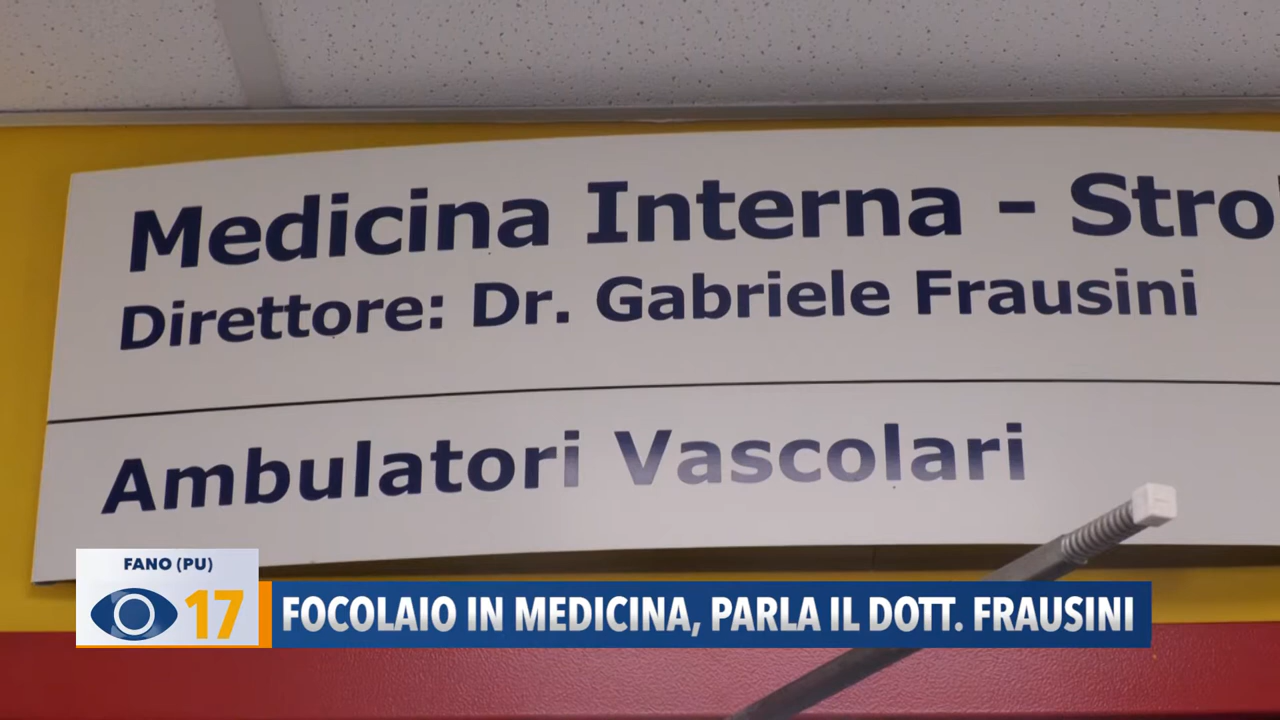 Medicina Interna - Stro
Direttore: Dr. Gabriele Frausini
Ambulatori Vascolari
FANO (PU)
17
FOCOLAIO IN MEDICINA, PARLA IL DOTT. FRAUSINI